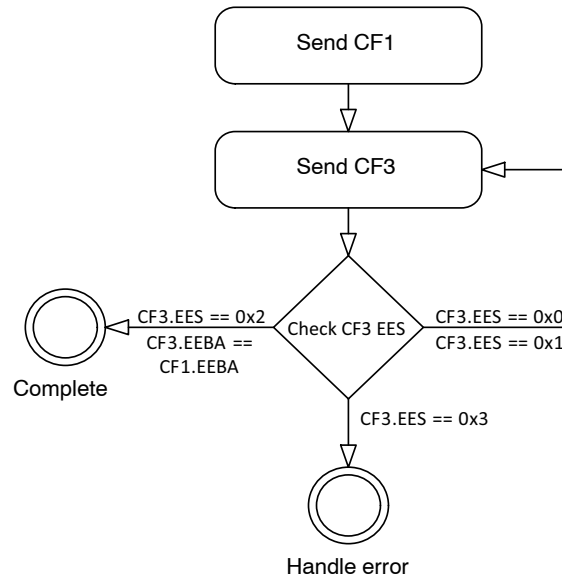 Send CF1
Send CF3
CF3.EES == 0x2
CF3.EEBA ==
CF1.EEBA
Check CF3 EES
CF3.EES == 0x0
CF3.EES == 0x1
Complete
CF3.EES == 0x3
Handle error